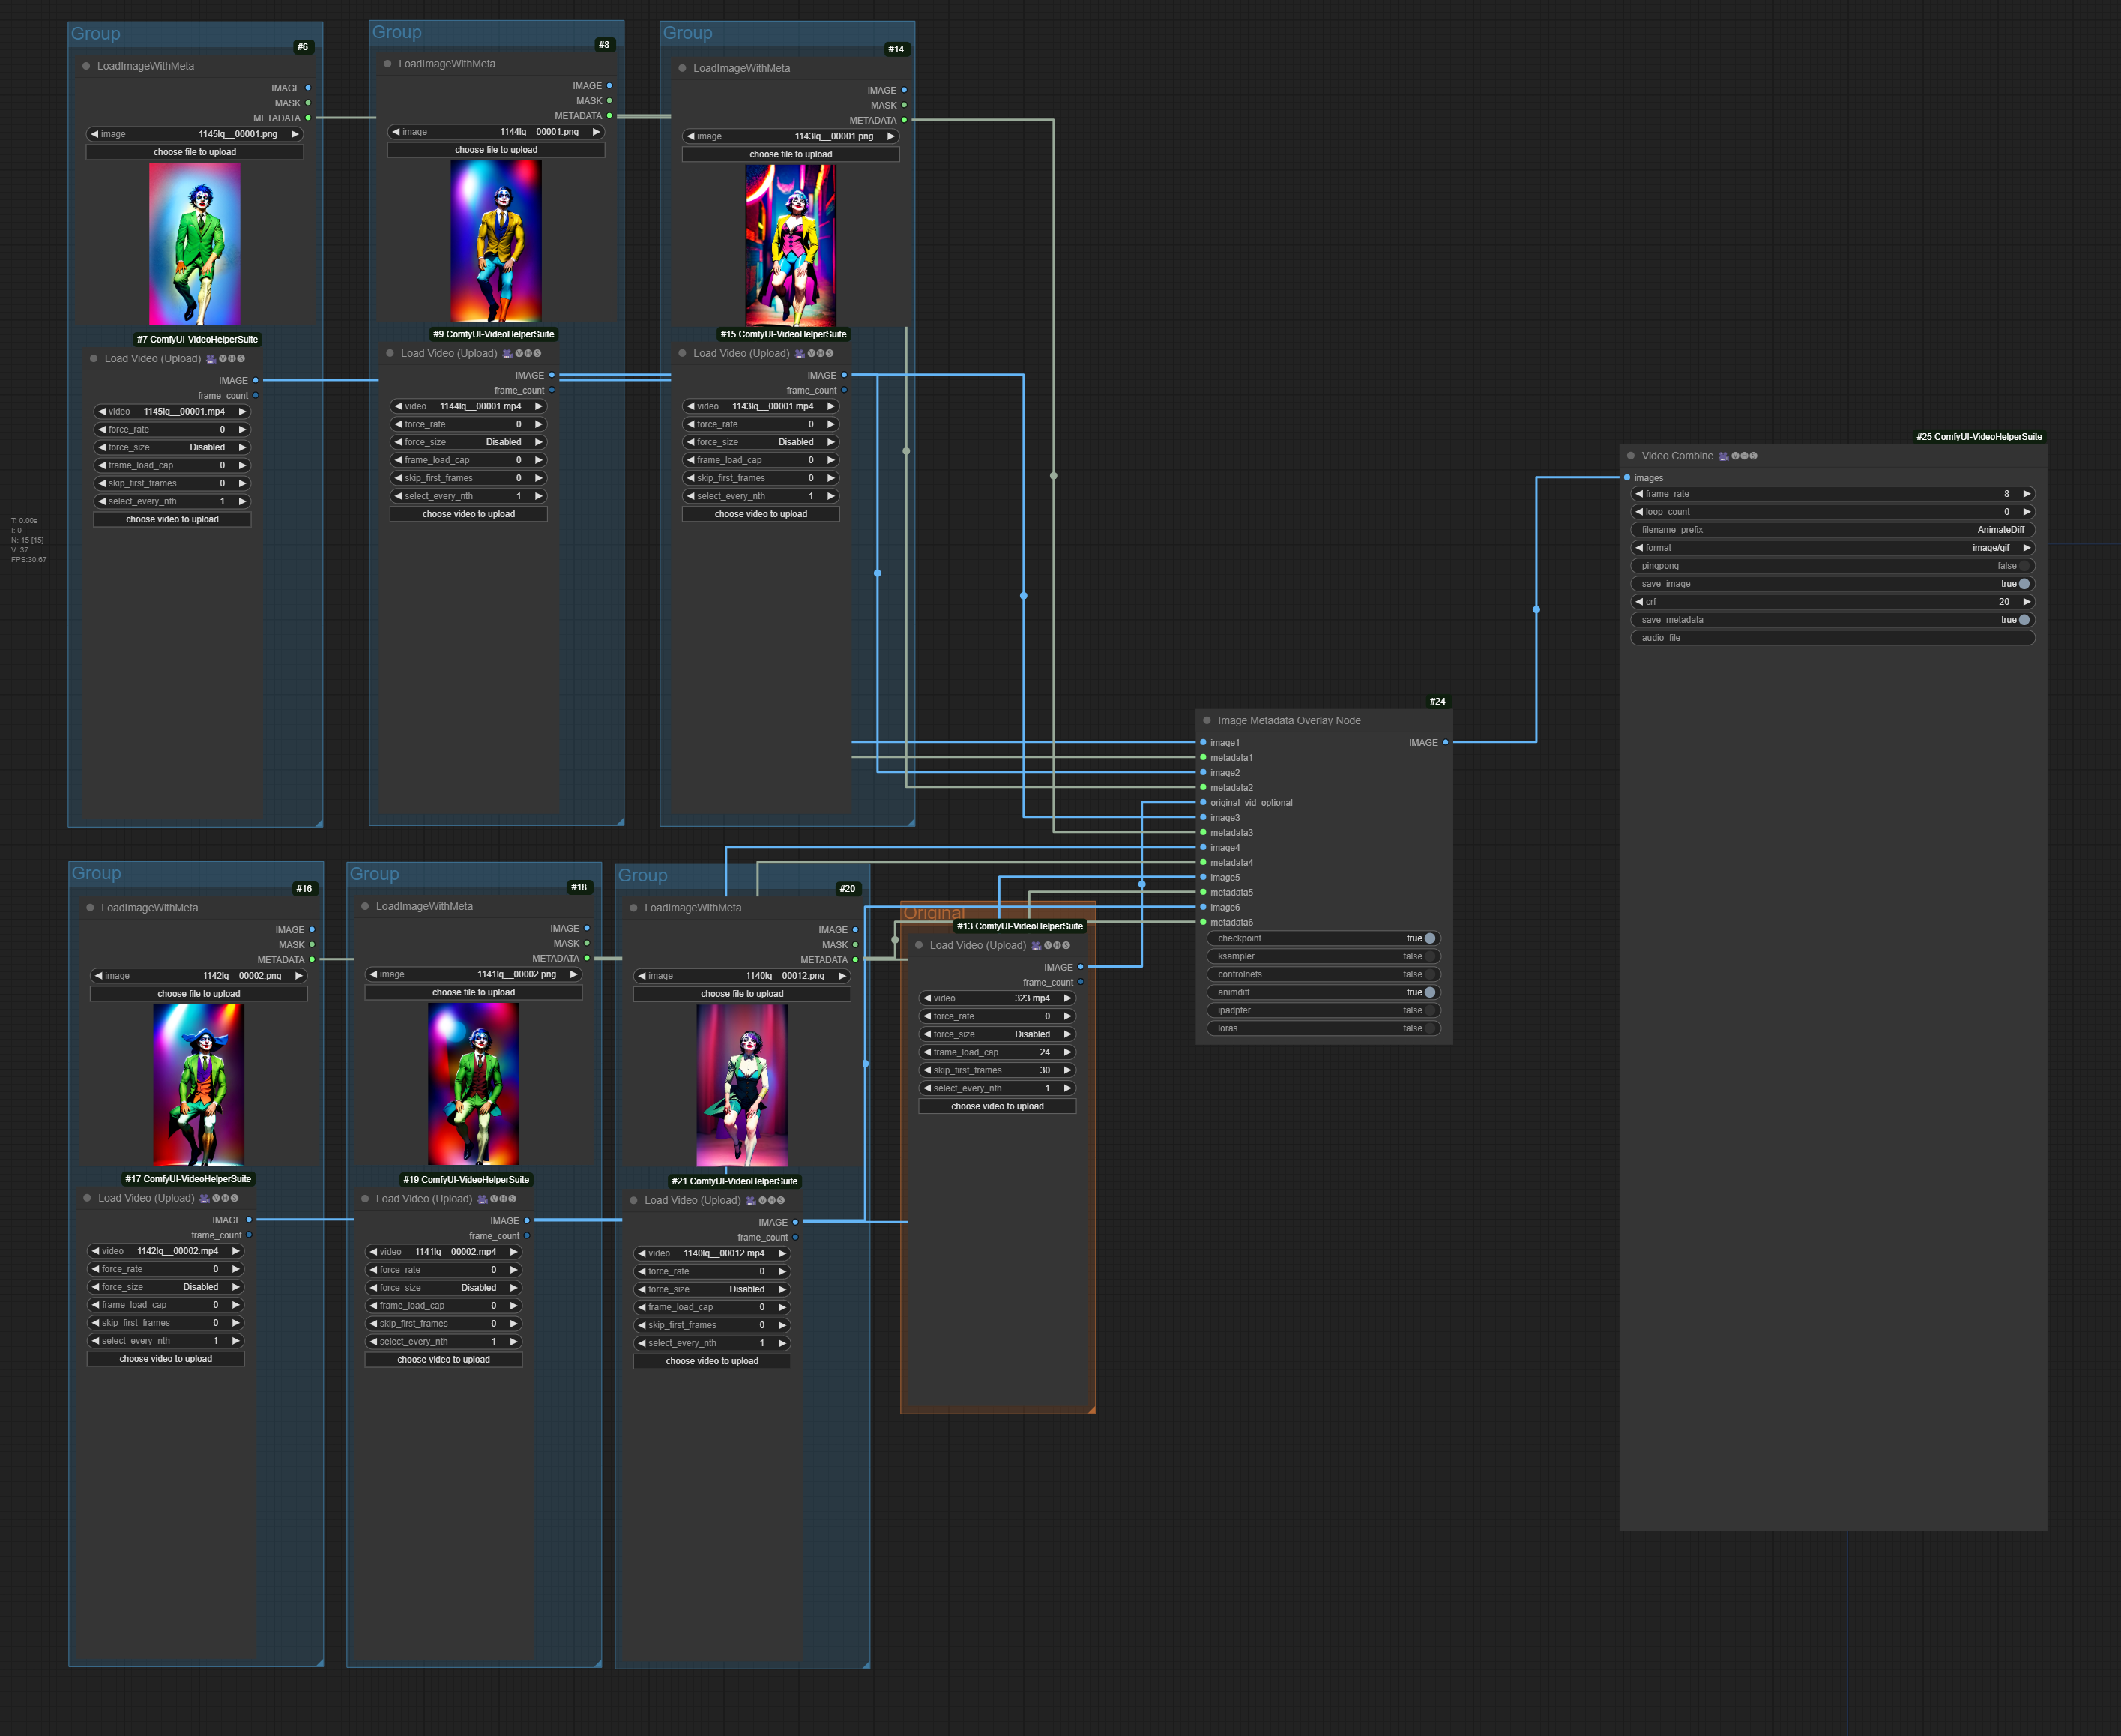 Group
#6
LoadImageWithMeta
IMAGE
MASK
METADATA
image 1145lq__00001.png
choose file to upload
#7 ComfyUI-VideoHelperSuite
Load Video (Upload) 🎥🅥🅗🅢
IMAGE
frame_count
video 1145lq__00001.mp4
force_rate 0
force_size Disabled
frame_load_cap 0
skip_first_frames 0
select_every_nth 1
choose video to upload
Group
#8
LoadImageWithMeta
IMAGE
MASK
METADATA
image 1144lq__00001.png
choose file to upload
#9 ComfyUI-VideoHelperSuite
Load Video (Upload) 🎥🅥🅗🅢
IMAGE
frame_count
video 1144lq__00001.mp4
force_rate 0
force_size Disabled
frame_load_cap 0
skip_first_frames 0
select_every_nth 1
choose video to upload
Group
#14
LoadImageWithMeta
IMAGE
MASK
METADATA
image 1143lq__00001.png
choose file to upload
#15 ComfyUI-VideoHelperSuite
Load Video (Upload) 🎥🅥🅗🅢
IMAGE
frame_count
video 1143lq__00001.mp4
force_rate 0
force_size Disabled
frame_load_cap 0
skip_first_frames 0
select_every_nth 1
choose video to upload
T: 0.00s
I: 0
N: 15 [15]
V: 37
FPS:30.67
Group
#16
LoadImageWithMeta
IMAGE
MASK
METADATA
image 1142lq__00002.png
choose file to upload
#17 ComfyUI-VideoHelperSuite
Load Video (Upload) 🎥🅥🅗🅢
IMAGE
frame_count
video 1142lq__00002.mp4
force_rate 0
force_size Disabled
frame_load_cap 0
skip_first_frames 0
select_every_nth 1
choose video to upload
Group
#18
LoadImageWithMeta
IMAGE
MASK
METADATA
image 1141lq__00002.png
choose file to upload
#19 ComfyUI-VideoHelperSuite
Load Video (Upload) 🎥🅥🅗🅢
IMAGE
frame_count
video 1141lq__00002.mp4
force_rate 0
force_size Disabled
frame_load_cap 0
skip_first_frames 0
select_every_nth 1
choose video to upload
Group
#20
LoadImageWithMeta
IMAGE
MASK
METADATA
image 1140lq__00012.png
choose file to upload
#21 ComfyUI-VideoHelperSuite
Load Video (Upload) 🎥🅥🅗🅢
IMAGE
frame_count
video 1140lq__00012.mp4
force_rate 0
force_size Disabled
frame_load_cap 0
skip_first_frames 0
select_every_nth 1
choose video to upload
Original
#13 ComfyUI-VideoHelperSuite
Load Video (Upload) 🎥🅥🅗🅢
IMAGE
frame_count
video 323.mp4
force_rate 0
force_size Disabled
frame_load_cap 24
skip_first_frames 30
select_every_nth 1
choose video to upload
#24
Image Metadata Overlay Node
image1 IMAGE
metadata1
image2
metadata2
original_vid_optional
image3
metadata3
image4
metadata4
image5
metadata5
image6
metadata6
checkpoint true
ksampler false
controlnets false
animdiff true
ipadpter false
loras false
#25 ComfyUI-VideoHelperSuite
Video Combine 🎥🅥🅗🅢
images
frame_rate 8
loop_count 0
filename_prefix AnimateDiff
format image/gif
pingpong false
save_image true
crf 20
save_metadata true
audio_file